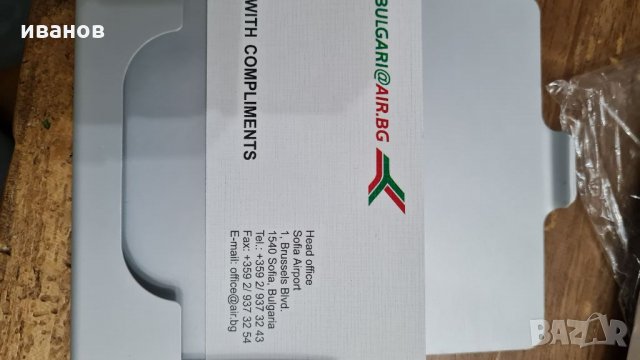 иванов
BULGARI@AIR.BG
WITH COMPLIMENTS
Head office
Sofia Airport
1, Brussels Blvd.
1540 Sofia, Bulgaria
Tel.: +359 2/ 937 32 43
Fax: +359 2/ 937 32 54
E-mail: office@air.bg
BAZAR